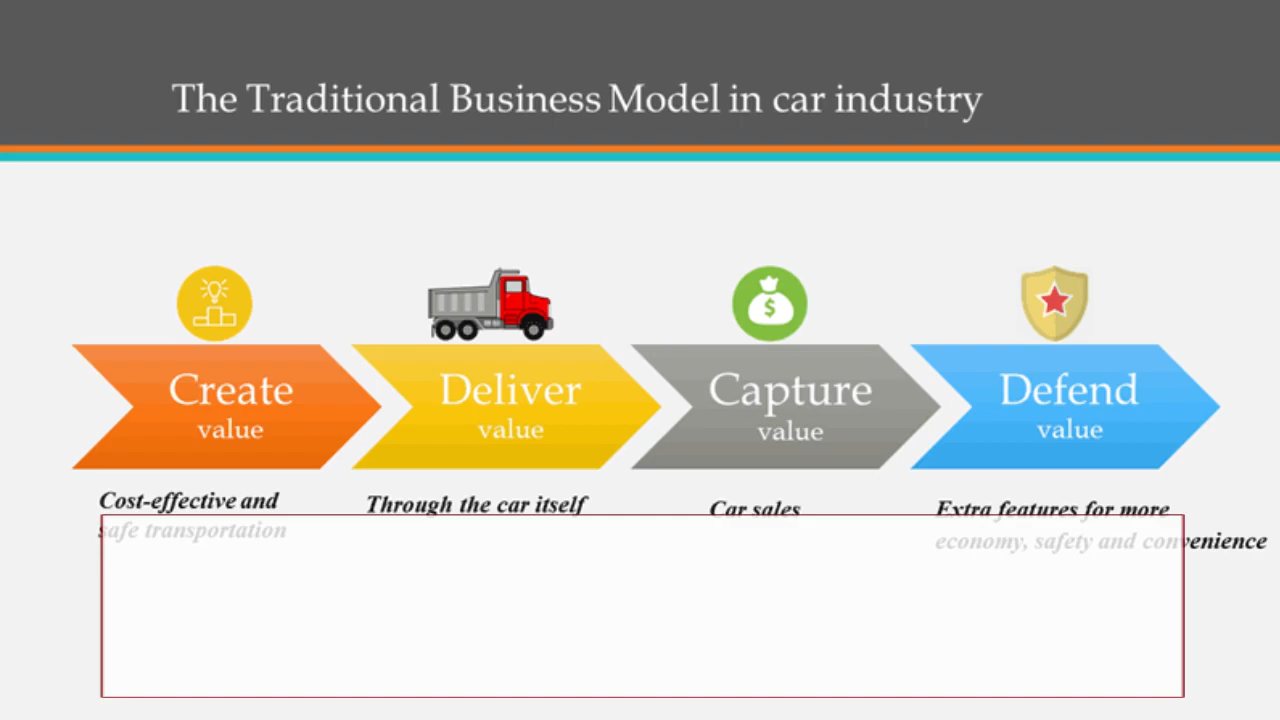 The Traditional Business Model in car industry
Create
value
Deliver
value
Capture
value
Defend
value
Cost-effective and
safe transportation
Through the car itself
Car sales
Extra features for more
economy, safety and convenience